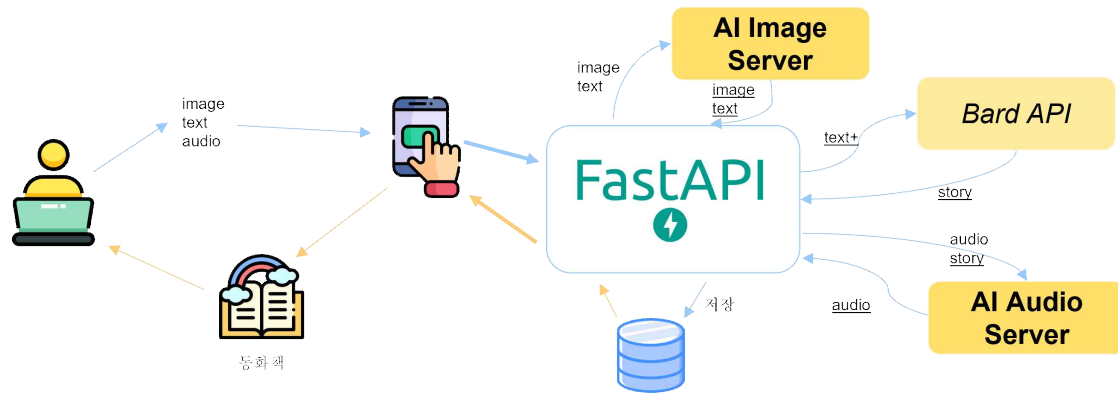 AI Image
Server
image
text
image
text
image
text
audio
Bard API
text+
FastAPI
story
audio
story
AI Audio
Server
audio
저장
동화책